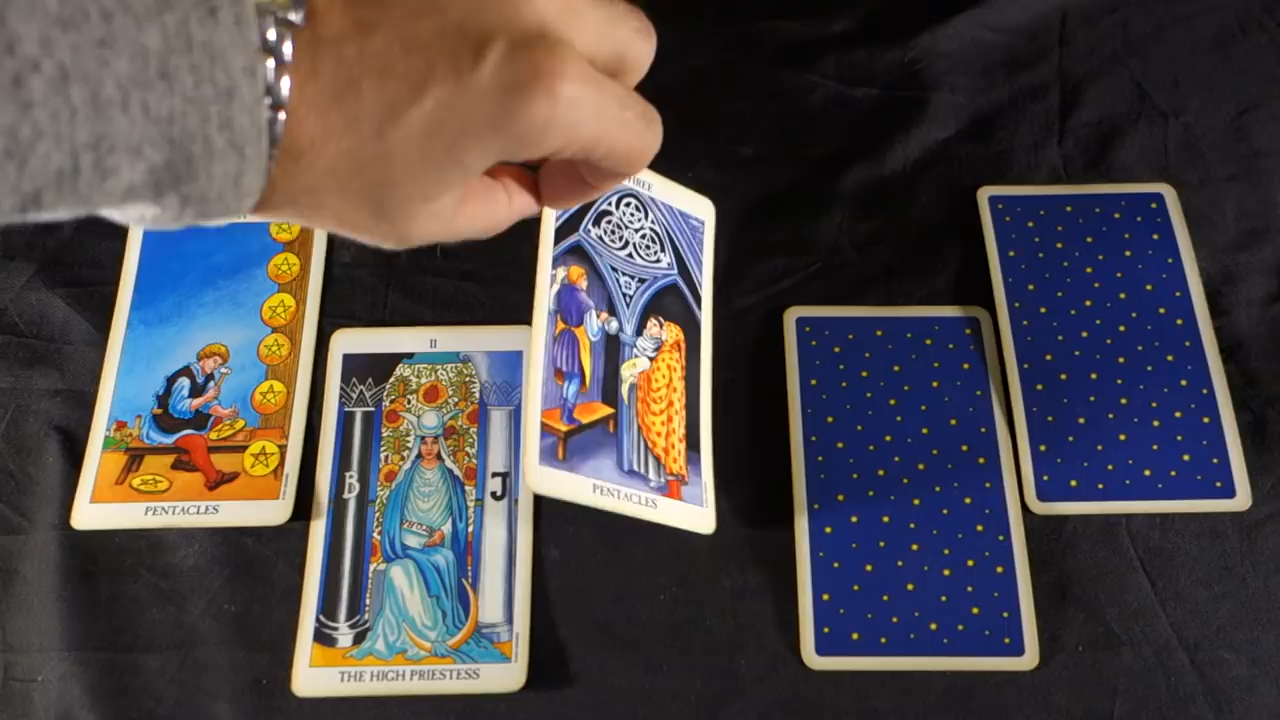 PENTACLES
II
B
J
THE HIGH PRIESTESS
THREE
PENTACLES